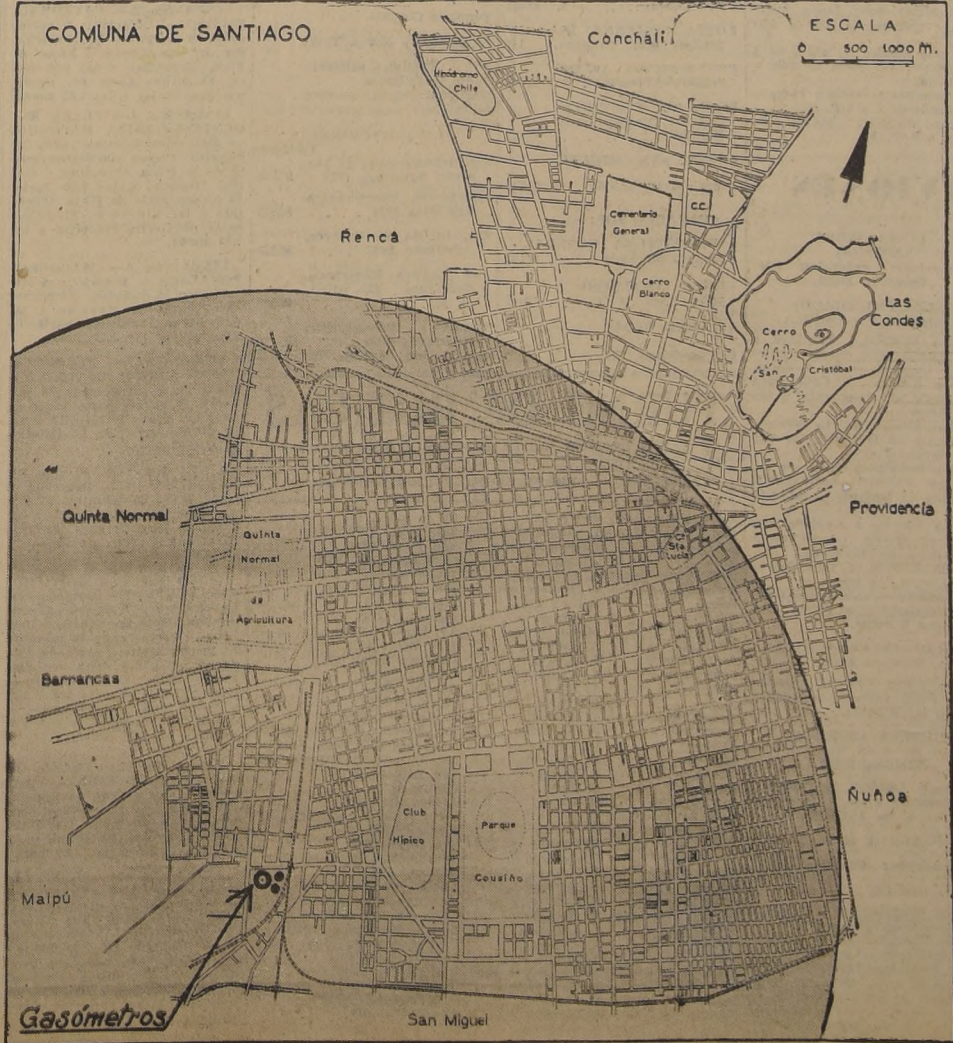 COMUNA DE SANTIAGO
Conchalí
ESCALA
0 500 1.000 m.
Hipódromo
Chile
Cementerio
General
C.C.
Renca
Cerro
Blanco
Las
Condes
Cerro
San Cristóbal
Quinta Normal
Providencia
Quinta
Normal
de
Agricultura
Sta
Lucía
Barrancas
Club
Hípico
Parque
Cousiño
Ñuñoa
Maipú
Gasómetros
San Miguel